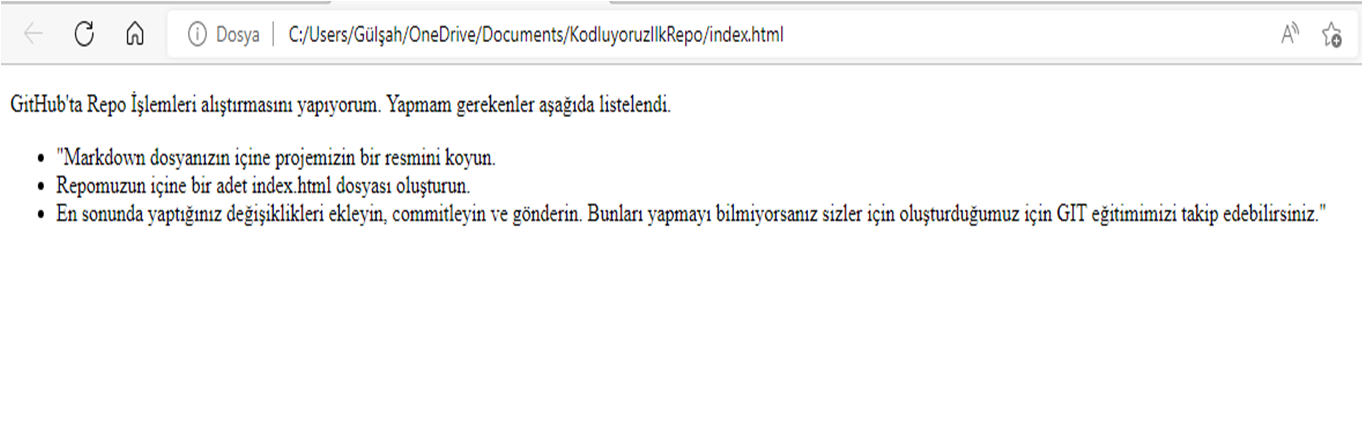 Dosya C:/Users/Gülşah/OneDrive/Documents/KodluyoruzIlkRepo/index.html
GitHub'ta Repo İşlemleri alıştırmasını yapıyorum. Yapmam gerekenler aşağıda listelendi.
"Markdown dosyanızın içine projemizin bir resmini koyun.
Repomuzun içine bir adet index.html dosyası oluşturun.
En sonunda yaptığınız değişiklikleri ekleyin, commitleyin ve gönderin. Bunları yapmayı bilmiyorsanız sizler için oluşturduğumuz için GIT eğitimimizi takip edebilirsiniz."